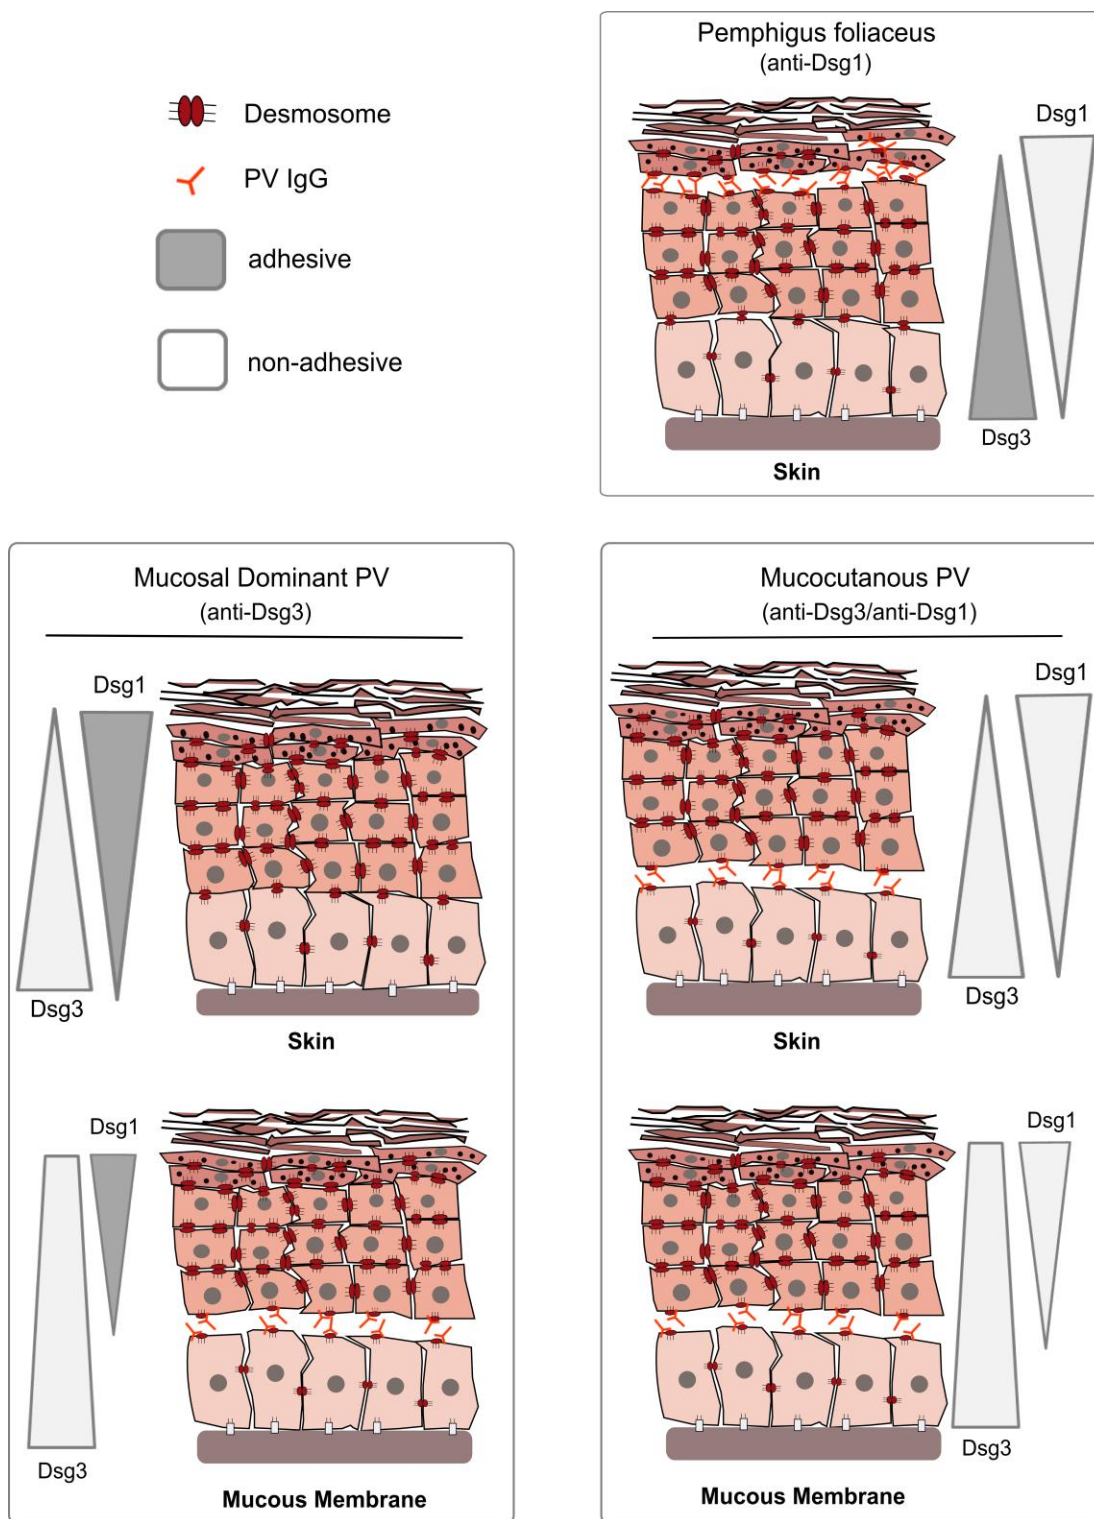 Desmosome
PV IgG
adhesive
non-adhesive
Pemphigus foliaceus
(anti-Dsg1)
Dsg1
Dsg3
Skin
Mucosal Dominant PV
(anti-Dsg3)
Dsg1
Dsg3
Skin
Dsg1
Dsg3
Mucous Membrane
Mucocutanous PV
(anti-Dsg3/anti-Dsg1)
Dsg1
Dsg3
Skin
Dsg1
Dsg3
Mucous Membrane